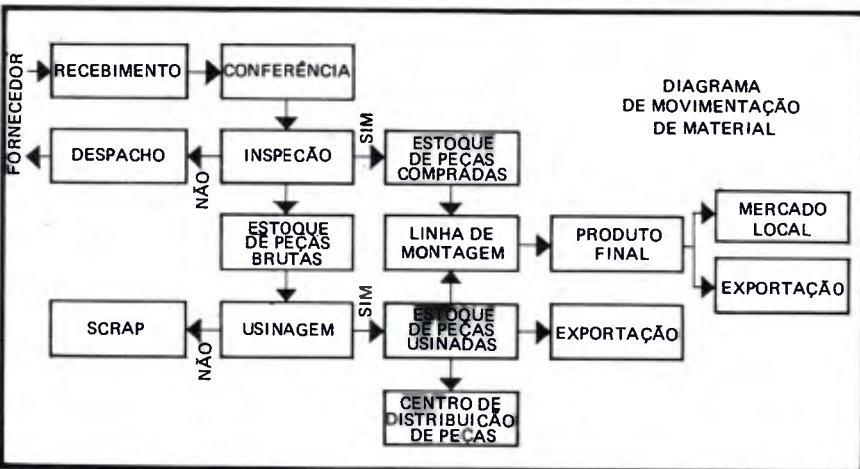 FORNECEDOR
RECEBIMENTO
CONFERÊNCIA
DIAGRAMA
DE MOVIMENTAÇÃO
DE MATERIAL
DESPACHO
NÃO
INSPECÃO
SIM
ESTOQUE
DE PEÇAS
COMPRADAS
ESTOQUE
DE PEÇAS
BRUTAS
LINHA DE
MONTAGEM
PRODUTO
FINAL
MERCADO
LOCAL
EXPORTAÇÃO
SCRAP
NÃO
USINAGEM
SIM
ESTOQUE
DE PEÇAS
USINADAS
EXPORTAÇÃO
CENTRO DE
DISTRIBUICÃO
DE PEÇAS